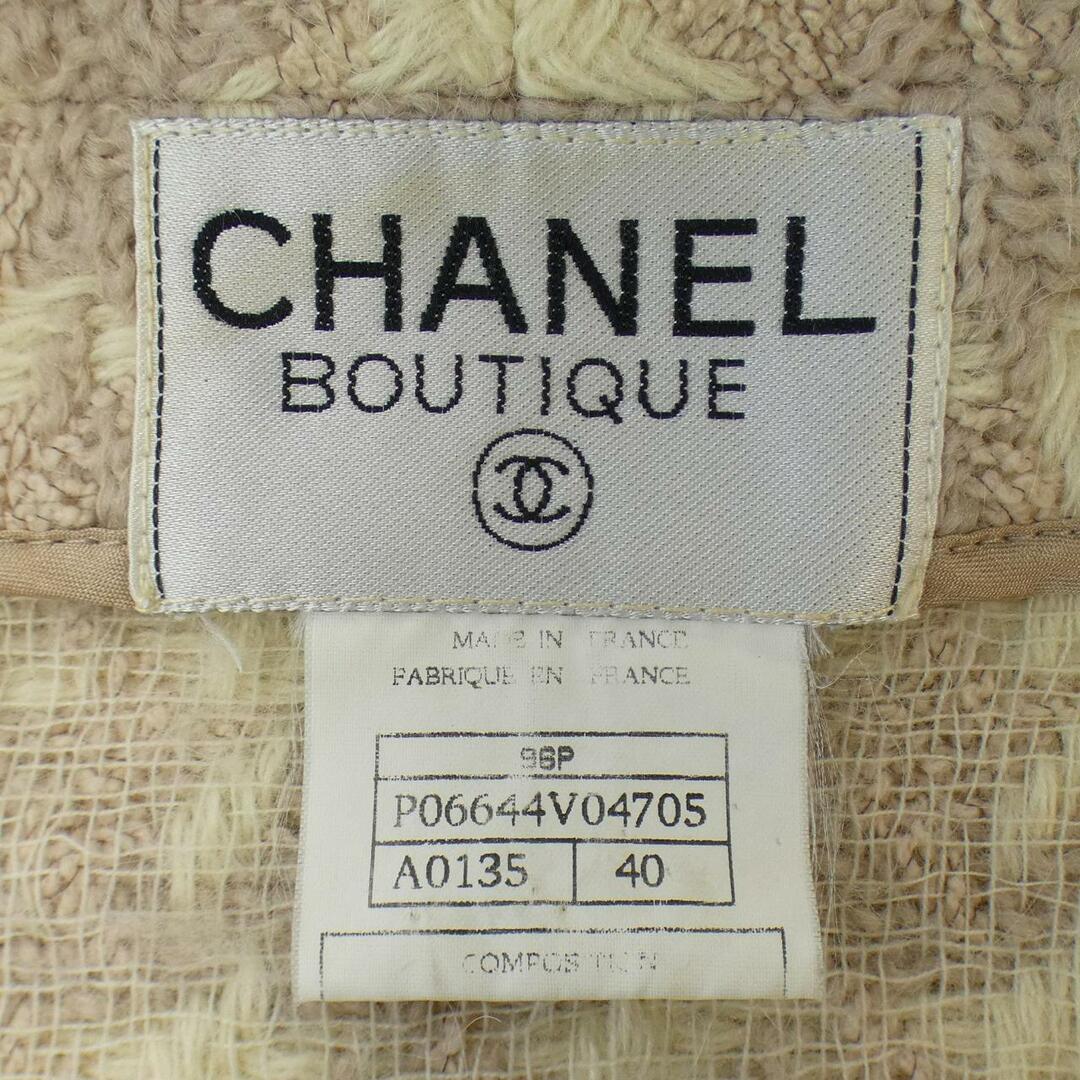 CHANEL
BOUTIQUE
MADE IN FRANCE
FABRIQUE EN FRANCE
96P
P06644V04705
A0135 40
COMPOSITION